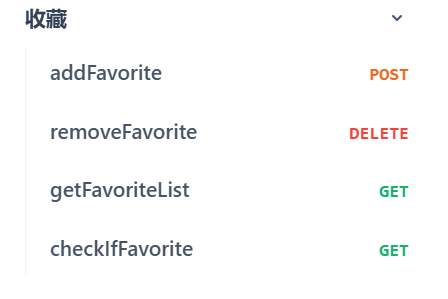 收藏
addFavorite POST
removeFavorite DELETE
getFavoriteList GET
checkIfFavorite GET